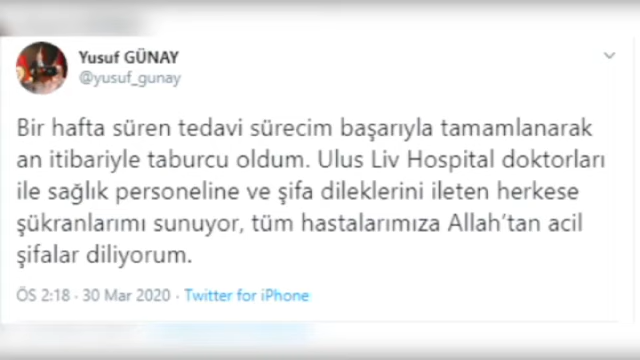 Yusuf GÜNAY
@yusuf_gunay
Bir hafta süren tedavi sürecim başarıyla tamamlanarak
an itibariyle taburcu oldum. Ulus Liv Hospital doktorları
ile sağlık personeline ve şifa dileklerini ileten herkese
şükranlarımı sunuyor, tüm hastalarımıza Allah'tan acil
şifalar diliyorum.
ÖS 2:18 · 30 Mar 2020 · Twitter for iPhone